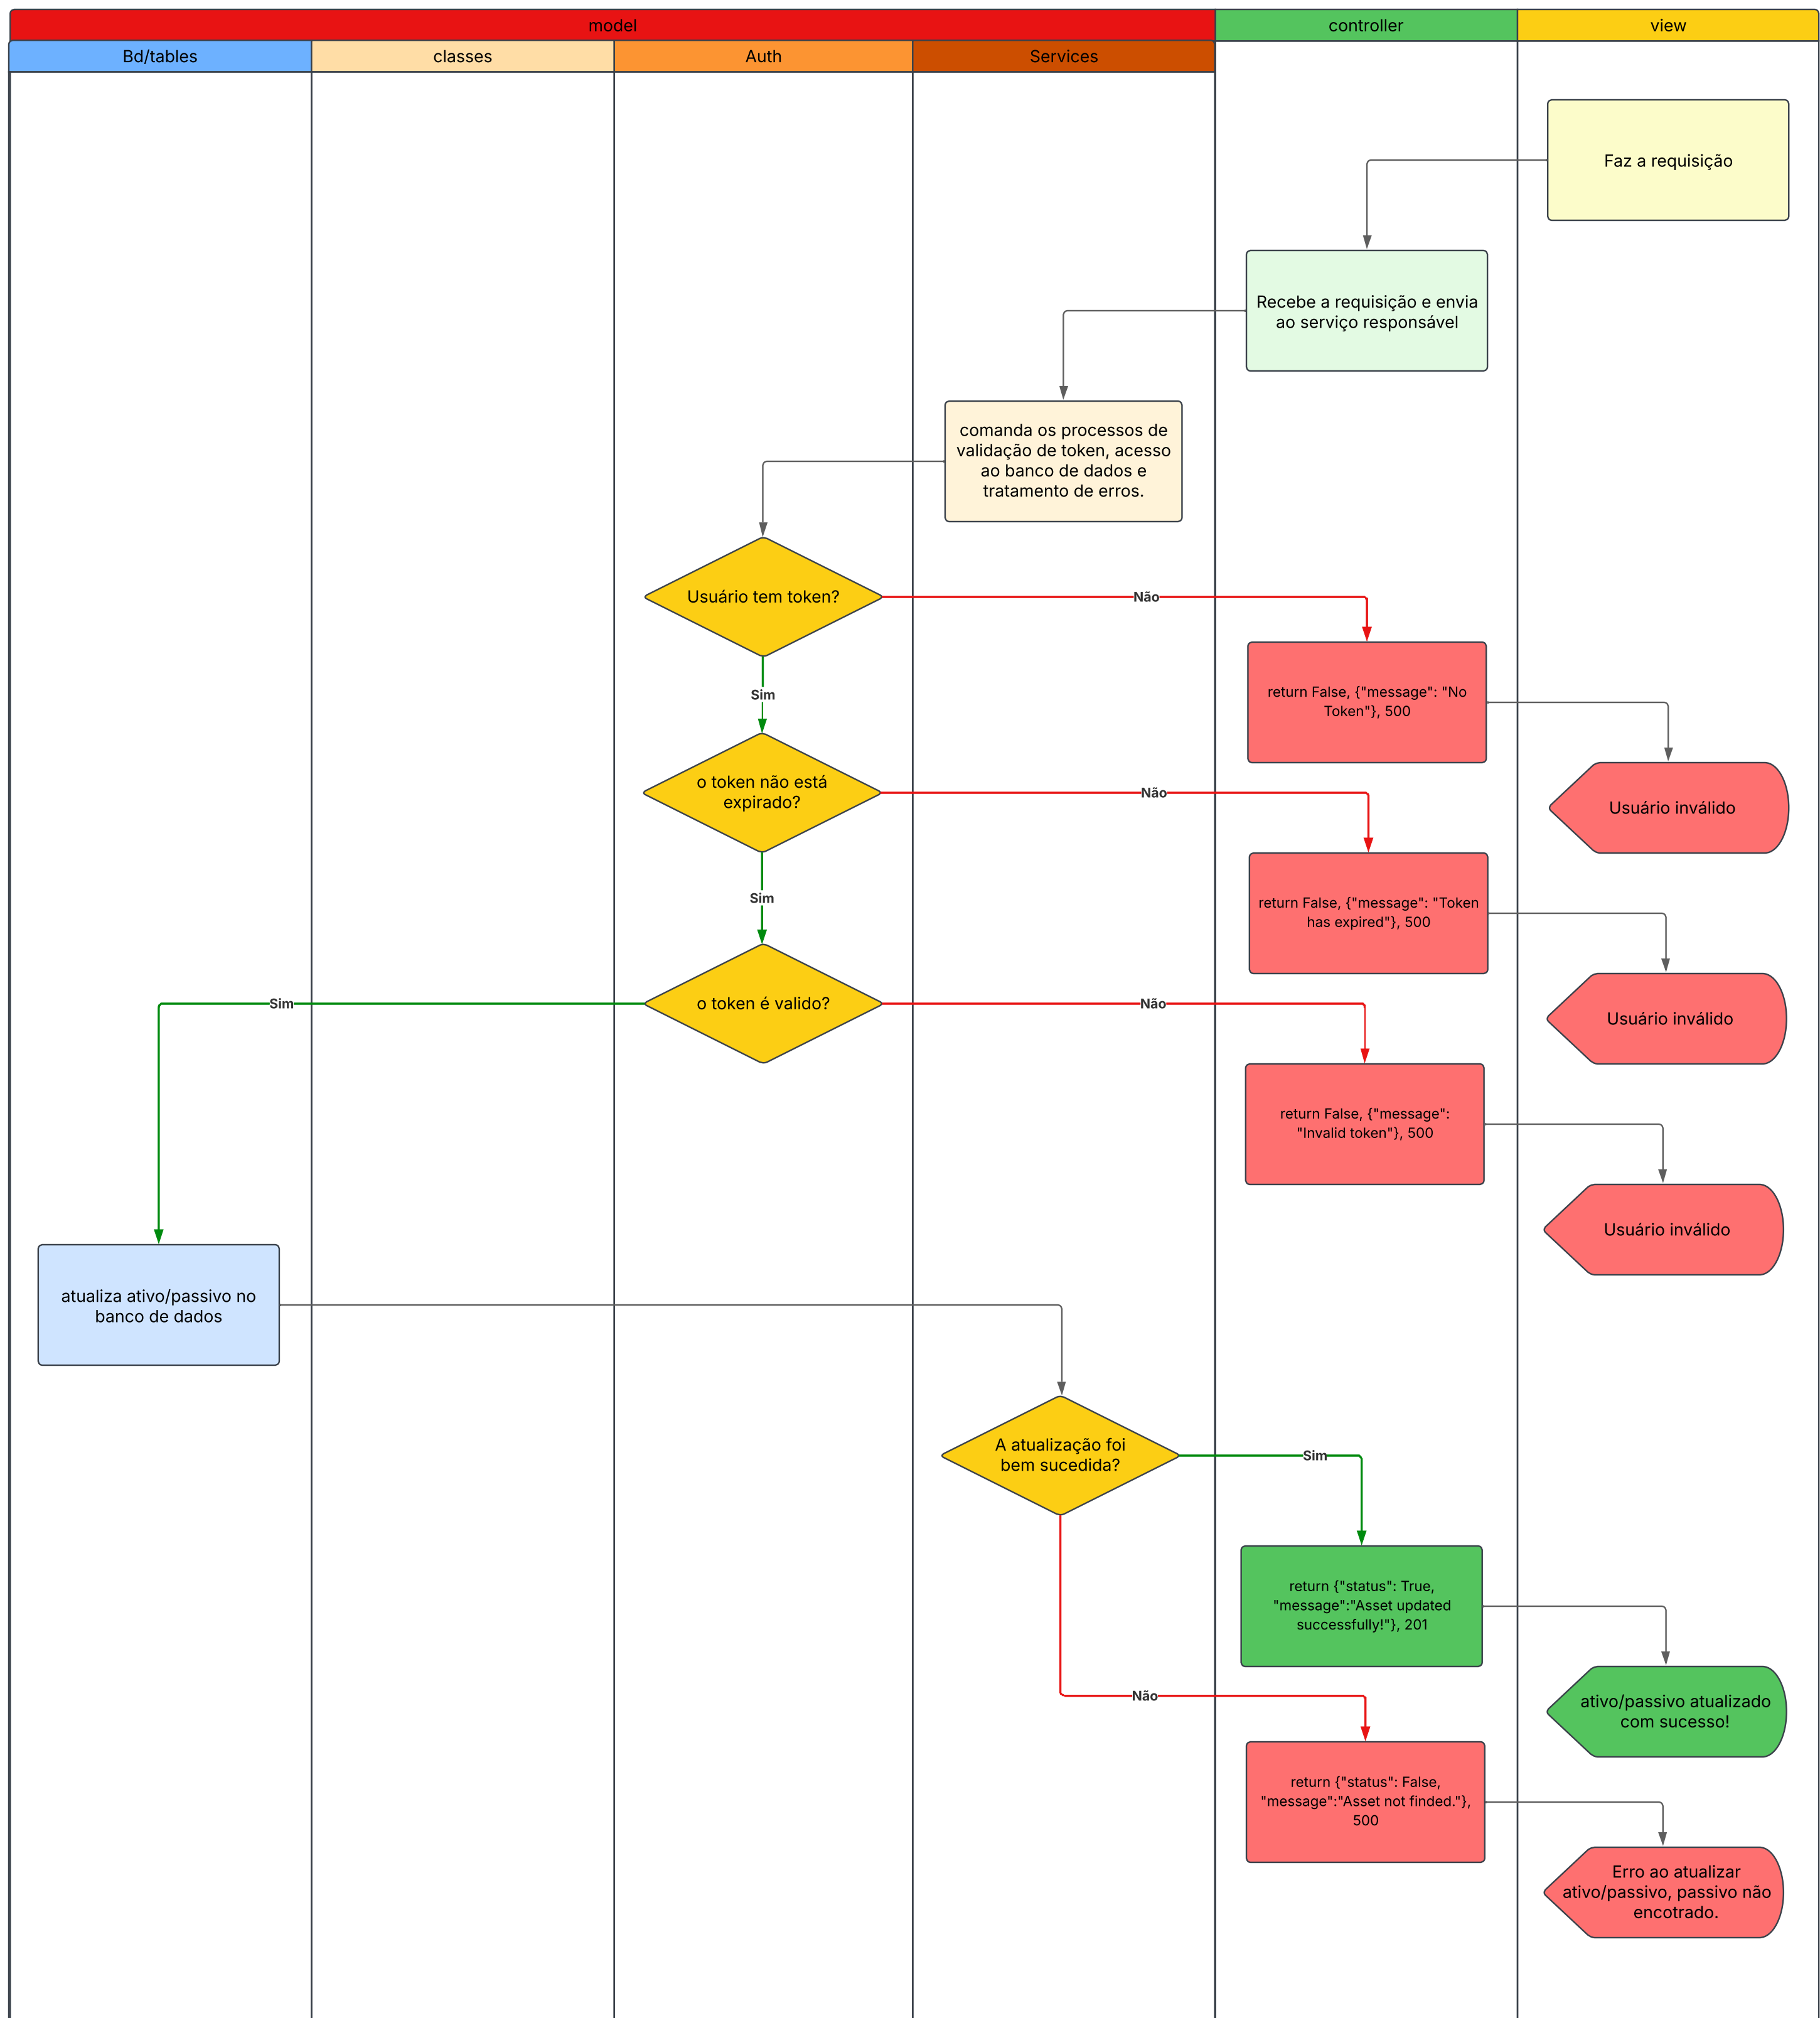 model
controller
view
Bd/tables
classes
Auth
Services
Faz a requisição
Recebe a requisição e envia
ao serviço responsável
comanda os processos de
validação de token, acesso
ao banco de dados e
tratamento de erros.
Usuário tem token?
Não
Sim
return False, {"message": "No
Token"}, 500
Usuário inválido
o token não está
expirado?
Não
Sim
return False, {"message": "Token
has expired"}, 500
Usuário inválido
o token é valido?
Sim
Não
return False, {"message":
"Invalid token"}, 500
Usuário inválido
atualiza ativo/passivo no
banco de dados
A atualização foi
bem sucedida?
Sim
return {"status": True,
"message":"Asset updated
successfully!"}, 201
ativo/passivo atualizado
com sucesso!
Não
return {"status": False,
"message":"Asset not finded."},
500
Erro ao atualizar
ativo/passivo, passivo não
encotrado.